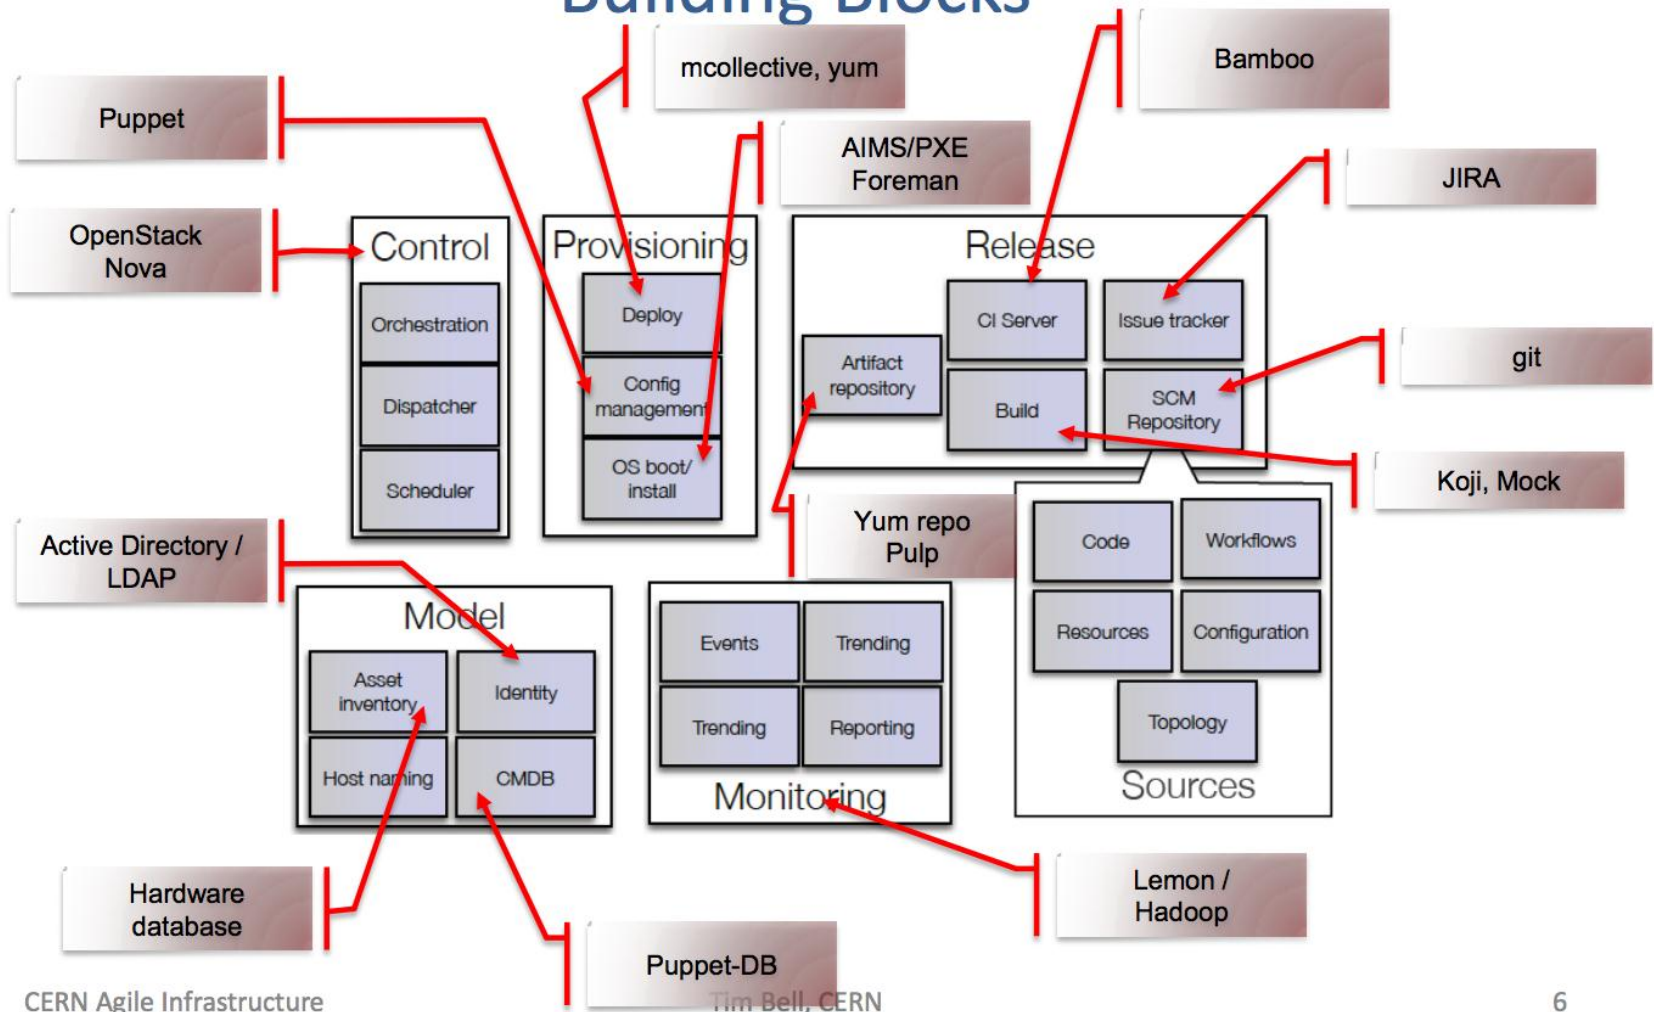 Building Blocks
mcollective, yum
Bamboo
Puppet
AIMS/PXE
Foreman
JIRA
OpenStack
Nova
Control
Orchestration
Dispatcher
Scheduler
Provisioning
Deploy
Config
management
OS boot/
install
Release
CI Server
Issue tracker
Artifact
repository
Build
SCM
Repository
git
Koji, Mock
Yum repo
Pulp
Active Directory /
LDAP
Model
Asset
inventory
Identity
Host naming
CMDB
Events
Trending
Trending
Reporting
Monitoring
Code
Workflows
Resources
Configuration
Topology
Sources
Hardware
database
Puppet-DB
Lemon /
Hadoop
CERN Agile Infrastructure
Tim Bell, CERN
6